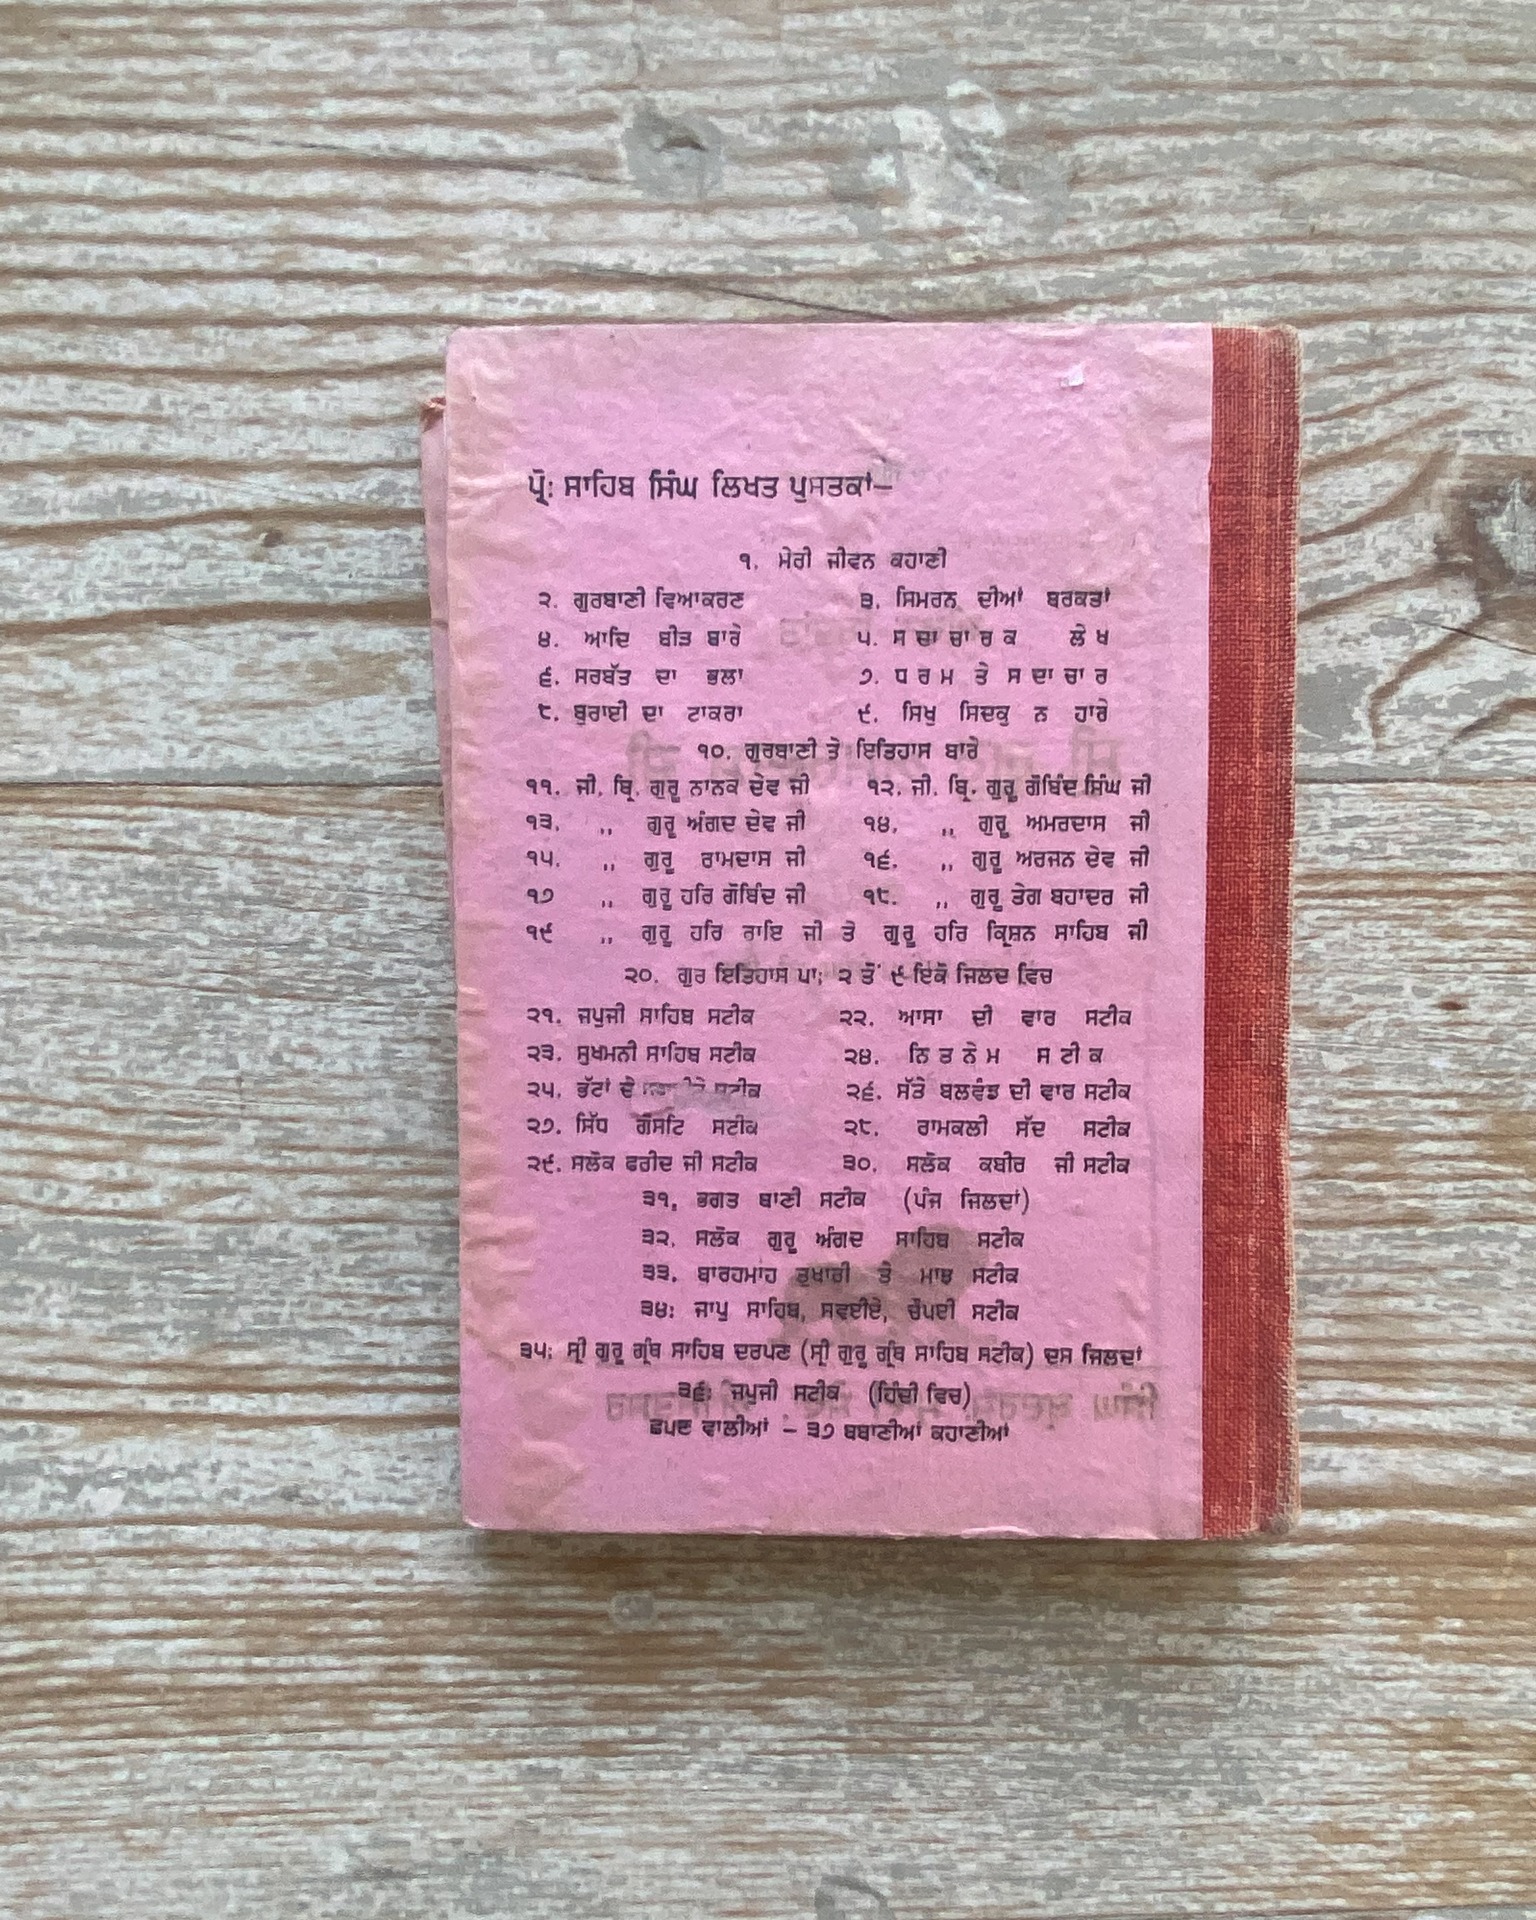 ਪ੍ਰੋ: ਸਾਹਿਬ ਸਿੰਘ ਲਿਖਤ ਪੁਸਤਕਾਂ—
੧. ਮੇਰੀ ਜੀਵਨ ਕਹਾਣੀ
੨. ਗੁਰਬਾਣੀ ਵਿਆਕਰਣ ੩. ਸਿਮਰਨ ਦੀਆਂ ਬਰਕਤਾਂ
੪. ਆਦਿ ਬੀੜ ਬਾਰੇ ੫. ਸਦਾਚਾਰਕ ਲੇਖ
੬. ਸਰਬੱਤ ਦਾ ਭਲਾ ੭. ਧਰਮ ਤੇ ਸਦਾਚਾਰ
੮. ਬੁਰਾਈ ਦਾ ਟਾਕਰਾ ੯. ਸਿਖੁ ਸਿਦਕੁ ਨ ਹਾਰੇ
੧੦. ਗੁਰਬਾਣੀ ਤੇ ਇਤਿਹਾਸ ਬਾਰੇ
੧੧. ਜੀ. ਬ੍ਰਿ. ਗੁਰੂ ਨਾਨਕ ਦੇਵ ਜੀ ੧੨. ਜੀ. ਬ੍ਰਿ. ਗੁਰੂ ਗੋਬਿੰਦ ਸਿੰਘ ਜੀ
੧੩. ,, ਗੁਰੂ ਅੰਗਦ ਦੇਵ ਜੀ ੧੪. ,, ਗੁਰੂ ਅਮਰਦਾਸ ਜੀ
੧੫. ,, ਗੁਰੂ ਰਾਮਦਾਸ ਜੀ ੧੬. ,, ਗੁਰੂ ਅਰਜਨ ਦੇਵ ਜੀ
੧੭ ,, ਗੁਰੂ ਹਰਿ ਗੋਬਿੰਦ ਜੀ ੧੮. ,, ਗੁਰੂ ਤੇਗ ਬਹਾਦਰ ਜੀ
੧੯ ,, ਗੁਰੂ ਹਰਿ ਰਾਇ ਜੀ ਤੇ ਗੁਰੂ ਹਰਿ ਕ੍ਰਿਸ਼ਨ ਸਾਹਿਬ ਜੀ
੨੦. ਗੁਰ ਇਤਿਹਾਸ ਪਾ: ੨ ਤੋਂ ੯ ਇਕੋ ਜਿਲਦ ਵਿਚ
੨੧. ਜਪੁਜੀ ਸਾਹਿਬ ਸਟੀਕ ੨੨. ਆਸਾ ਦੀ ਵਾਰ ਸਟੀਕ
੨੩. ਸੁਖਮਨੀ ਸਾਹਿਬ ਸਟੀਕ ੨੪. ਨਿਤਨੇਮ ਸਟੀਕ
੨੫. ਭੱਟਾਂ ਦੇ ਸਟੀਕ ੨੬. ਸੱਤੇ ਬਲਵੰਡ ਦੀ ਵਾਰ ਸਟੀਕ
੨੭. ਸਿੱਧ ਗੋਸਟਿ ਸਟੀਕ ੨੮. ਰਾਮਕਲੀ ਸੱਦ ਸਟੀਕ
੨੯. ਸਲੋਕ ਫਰੀਦ ਜੀ ਸਟੀਕ ੩੦. ਸਲੋਕ ਕਬੀਰ ਜੀ ਸਟੀਕ
੩੧. ਭਗਤ ਬਾਣੀ ਸਟੀਕ (ਪੰਜ ਜਿਲਦਾਂ)
੩੨. ਸਲੋਕ ਗੁਰੂ ਅੰਗਦ ਸਾਹਿਬ ਸਟੀਕ
੩੩. ਬਾਰਹਮਾਂਹ ਤੁਖਾਰੀ ਤੇ ਮਾਝ ਸਟੀਕ
੩੪: ਜਾਪੁ ਸਾਹਿਬ, ਸਵਈਏ, ਚੌਪਈ ਸਟੀਕ
੩੫: ਸ੍ਰੀ ਗੁਰੂ ਗ੍ਰੰਥ ਸਾਹਿਬ ਦਰਪਣ (ਸ੍ਰੀ ਗੁਰੂ ਗ੍ਰੰਥ ਸਾਹਿਬ ਸਟੀਕ) ਦਸ ਜਿਲਦਾਂ
੩੬: ਜਪੁਜੀ ਸਟੀਕ (ਹਿੰਦੀ ਵਿਚ)
ਛਪਣ ਵਾਲੀਆਂ – ੩੭ ਬਬਾਣੀਆਂ ਕਹਾਣੀਆਂ